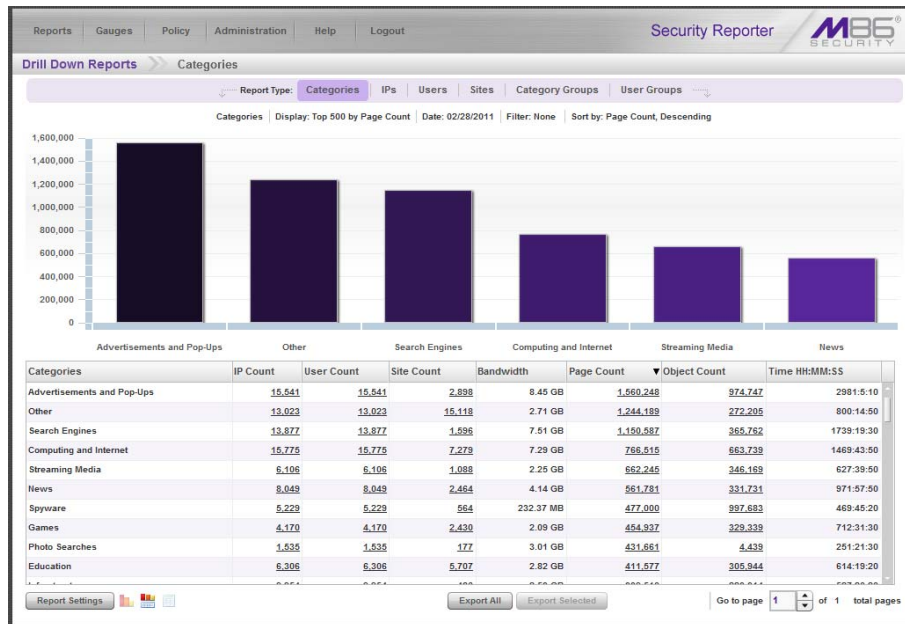 Reports Gauges Policy Administration Help Logout Security Reporter M86® SECURITY
Drill Down Reports Categories
Report Type: Categories IPs Users Sites Category Groups User Groups
Categories Display: Top 500 by Page Count Date: 02/28/2011 Filter: None Sort by: Page Count, Descending
1,600,000
1,400,000
1,200,000
1,000,000
800,000
600,000
400,000
200,000
0
Advertisements and Pop-Ups Other Search Engines Computing and Internet Streaming Media News
Categories IP Count User Count Site Count Bandwidth Page Count ▼ Object Count Time HH:MM:SS
Advertisements and Pop-Ups 15,541 15,541 2,898 8.45 GB 1,560,248 974,747 2981:5:10
Other 13,023 13,023 15,118 2.71 GB 1,244,189 272,205 800:14:50
Search Engines 13,877 13,877 1,596 7.51 GB 1,150,587 365,762 1739:19:30
Computing and Internet 15,775 15,775 7,279 7.29 GB 766,515 663,739 1469:43:50
Streaming Media 6,106 6,106 1,088 2.25 GB 662,245 346,169 627:39:50
News 8,049 8,049 2,464 4.14 GB 561,781 331,731 971:57:50
Spyware 5,229 5,229 564 232.37 MB 477,000 997,683 469:45:20
Games 4,170 4,170 2,430 2.09 GB 454,937 329,339 712:31:30
Photo Searches 1,535 1,535 177 3.01 GB 431,661 4,439 251:21:30
Education 6,306 6,306 5,707 2.82 GB 411,577 305,944 614:19:20
Report Settings Export All Export Selected Go to page 1 of 1 total pages